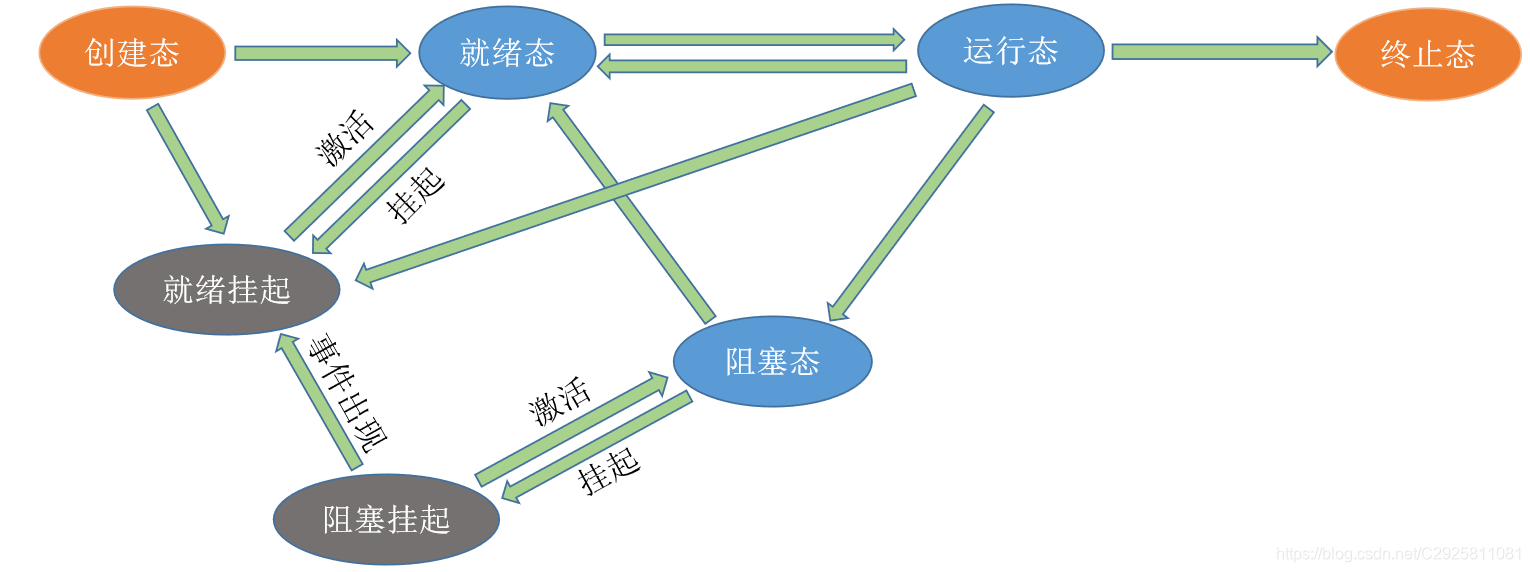 创建态
就绪态
运行态
终止态
激活
挂起
就绪挂起
事件出现
阻塞态
激活
挂起
阻塞挂起
https://blog.csdn.net/C2925811081